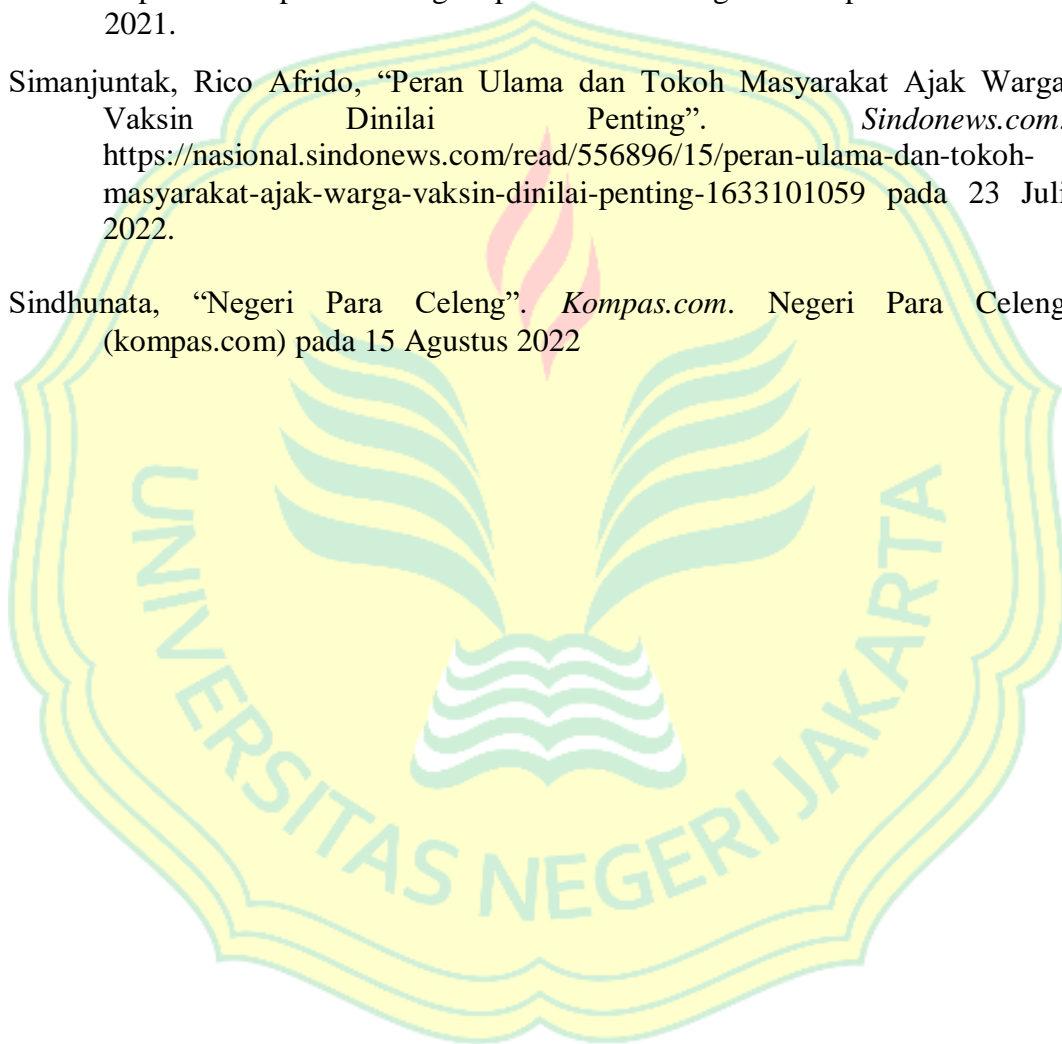 2021.
Simanjuntak, Rico Afrido, “Peran Ulama dan Tokoh Masyarakat Ajak Warga
Vaksin Dinilai Penting”. Sindonews.com.
https://nasional.sindonews.com/read/556896/15/peran-ulama-dan-tokoh-
masyarakat-ajak-warga-vaksin-dinilai-penting-1633101059 pada 23 Juli
2022.
Sindhunata, “Negeri Para Celeng”. Kompas.com. Negeri Para Celeng
(kompas.com) pada 15 Agustus 2022
UNIVERSITAS NEGERI JAKARTA